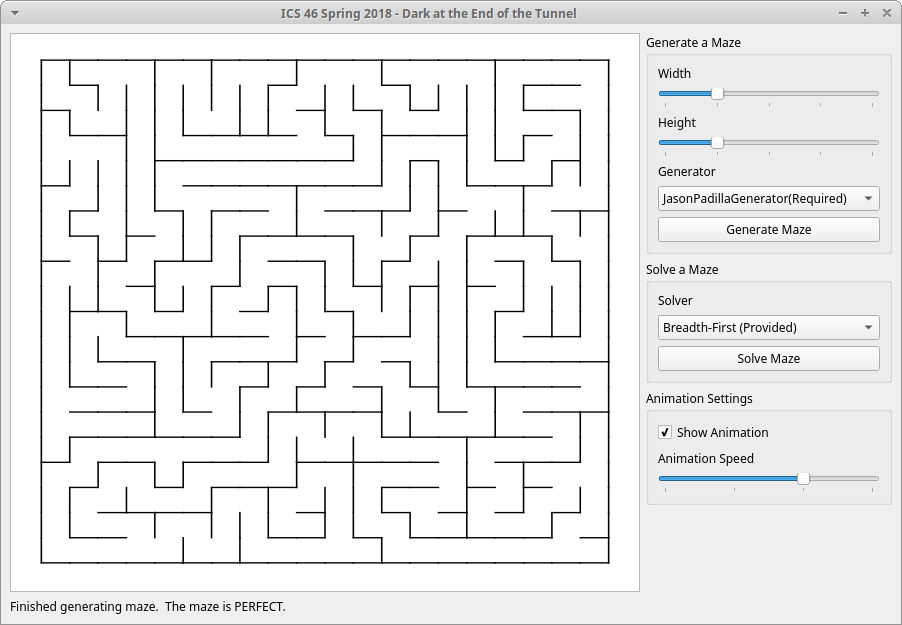 ICS 46 Spring 2018 - Dark at the End of the Tunnel
Generate a Maze
Width
Height
Generator
JasonPadillaGenerator(Required)
Generate Maze
Solve a Maze
Solver
Breadth-First (Provided)
Solve Maze
Animation Settings
Show Animation
Animation Speed
Finished generating maze.  The maze is PERFECT.